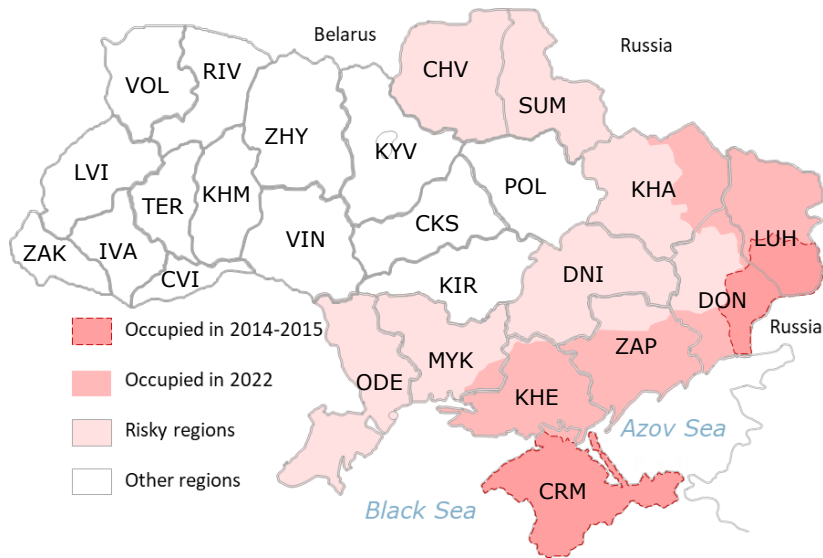 Belarus
Russia
CHV
RIV
VOL
SUM
ZHY
KYV
LVI
KHM
TER
POL
KHA
CKS
VIN
LUH
ZAK
IVA
CVI
KIR
DNI
DON
Occupied in 2014-2015
Russia
MYK
ZAP
ODE
Occupied in 2022
KHE
Risky regions
Azov Sea
Other regions
CRM
Black Sea